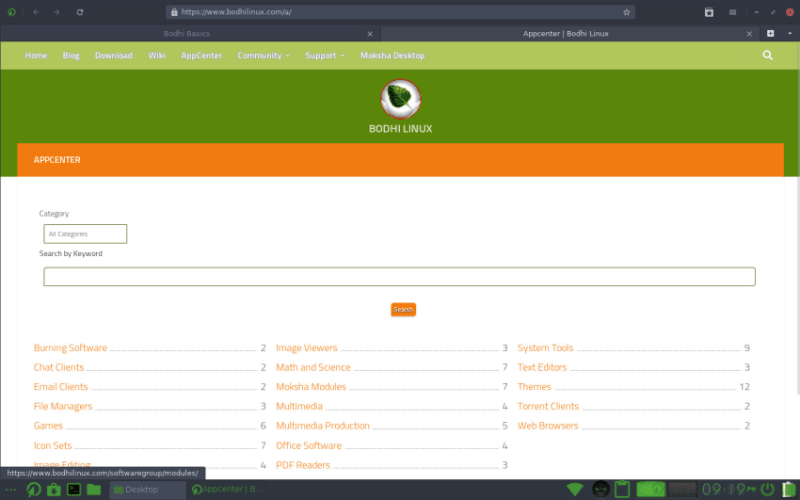 https://www.bodhilinux.com/a/
Bodhi Basics
Appcenter | Bodhi Linux
Home Blog Download Wiki AppCenter Community Support Moksha Desktop
BODHI LINUX
APPCENTER
Category
All Categories
Search by Keyword
Search
Burning Software 2
Chat Clients 2
Email Clients 2
File Managers 3
Games 6
Icon Sets 7
Image Editing 4
Image Viewers 3
Math and Science 7
Moksha Modules 7
Multimedia 4
Multimedia Production 5
Office Software 4
PDF Readers 3
System Tools 9
Text Editors 3
Themes 12
Torrent Clients 2
Web Browsers 2
https://www.bodhilinux.com/softwaregroup/modules/
Desktop
Appcenter | B...
09:19 PM